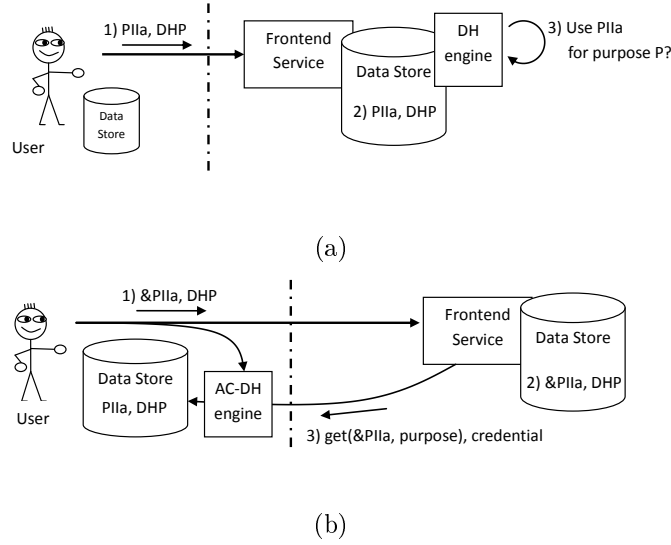 1) PIIa, DHP
Frontend
Service
DH
engine
3) Use PIIa
for purpose P?
Data Store
2) PIIa, DHP
Data
Store
User
(a)
1) &PIIa, DHP
Frontend
Service
Data Store
2) &PIIa, DHP
Data Store
PIIa, DHP
AC-DH
engine
User
3) get(&PIIa, purpose), credential
(b)